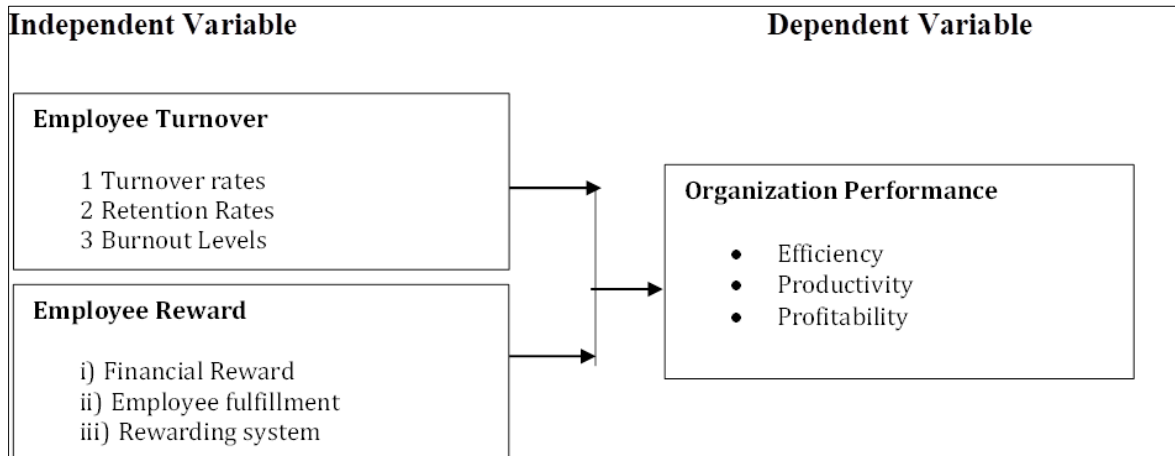 Independent Variable
Dependent Variable
Employee Turnover
1 Turnover rates
2 Retention Rates
3 Burnout Levels
Employee Reward
i) Financial Reward
ii) Employee fulfillment
iii) Rewarding system
Organization Performance
• Efficiency
• Productivity
• Profitability